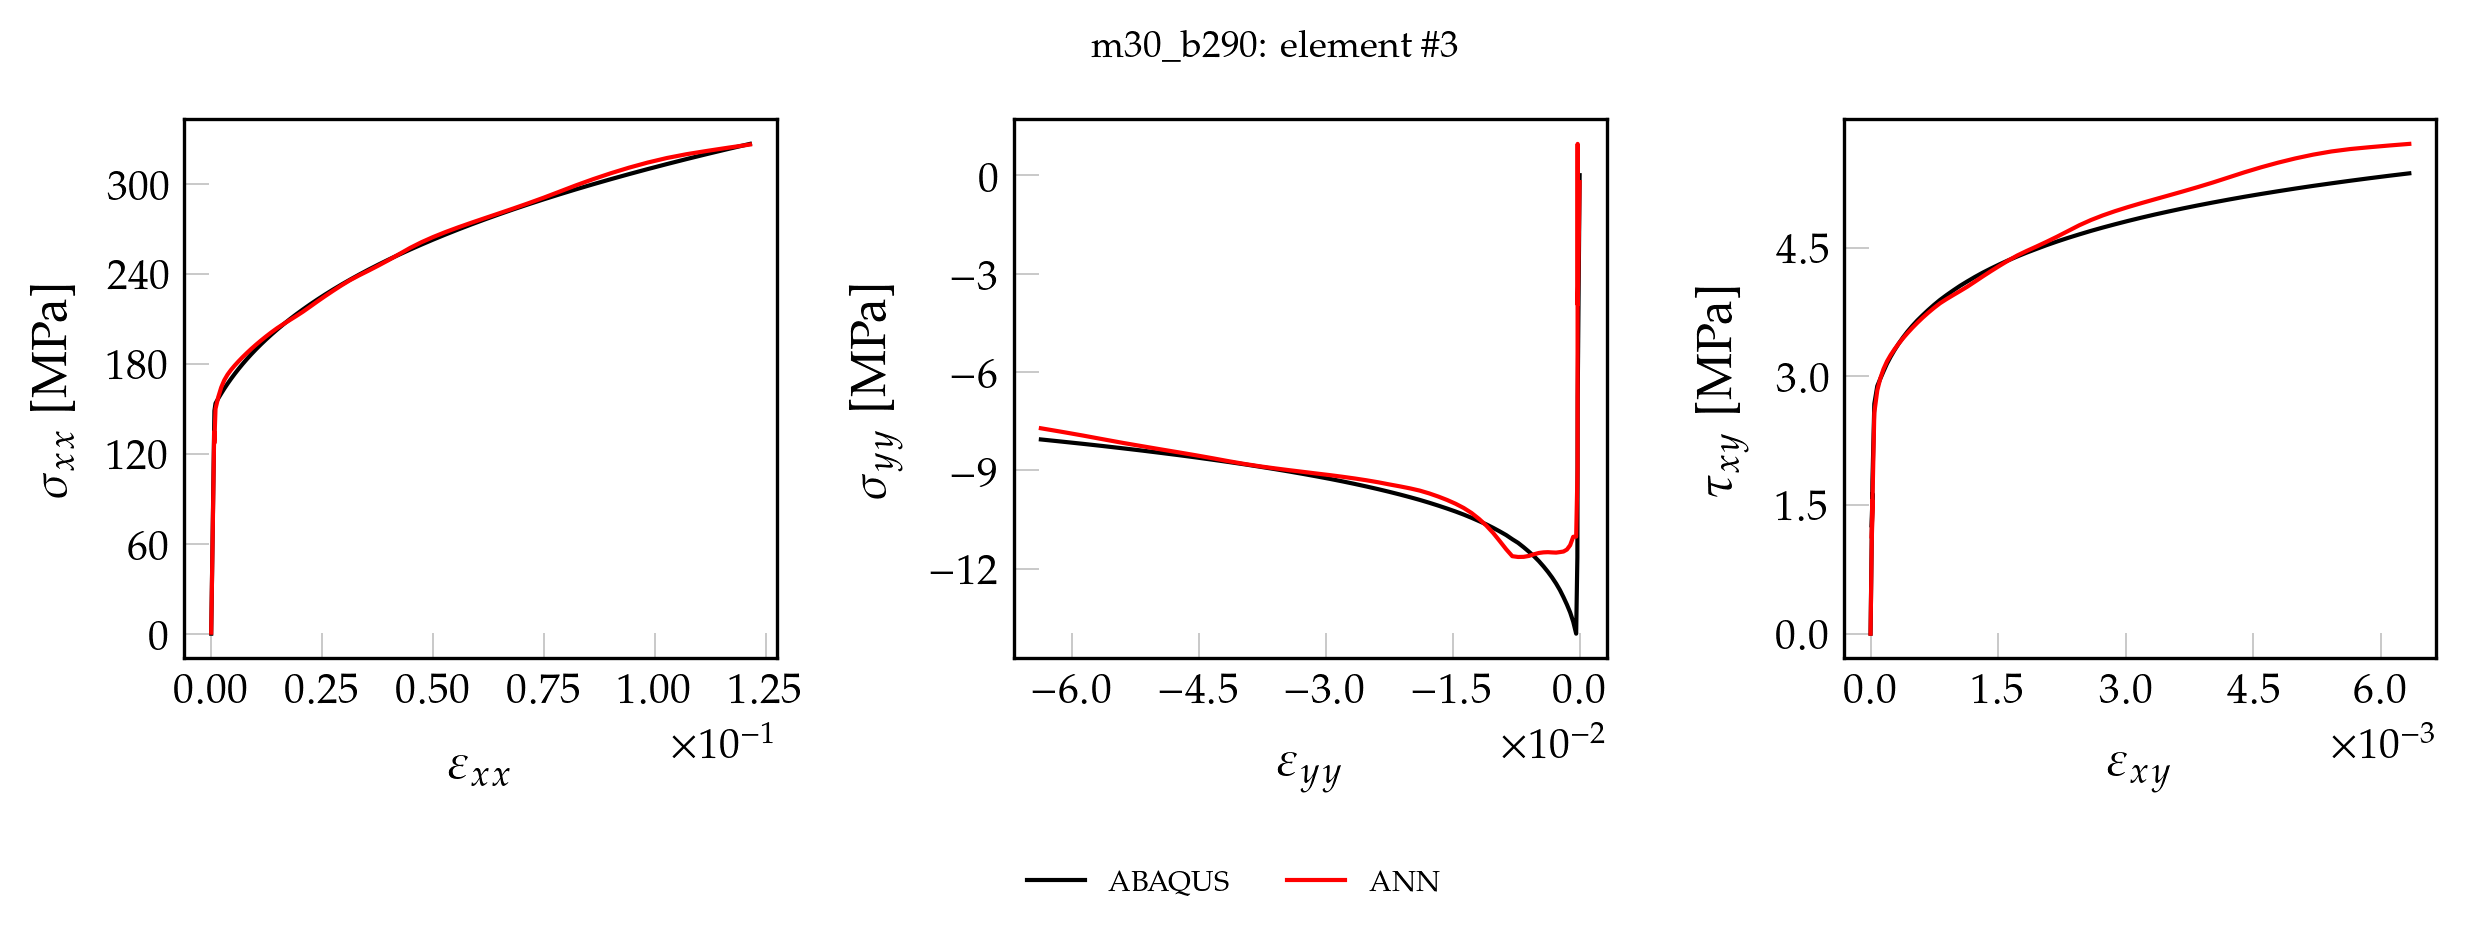 m30_b290: element #3
σxx [MPa]
300
240
180
120
60
0
0.00 0.25 0.50 0.75 1.00 1.25
×10−1
εxx
σyy [MPa]
0
−3
−6
−9
−12
−6.0 −4.5 −3.0 −1.5 0.0
×10−2
εyy
τxy [MPa]
4.5
3.0
1.5
0.0
0.0 1.5 3.0 4.5 6.0
×10−3
εxy
ABAQUS ANN